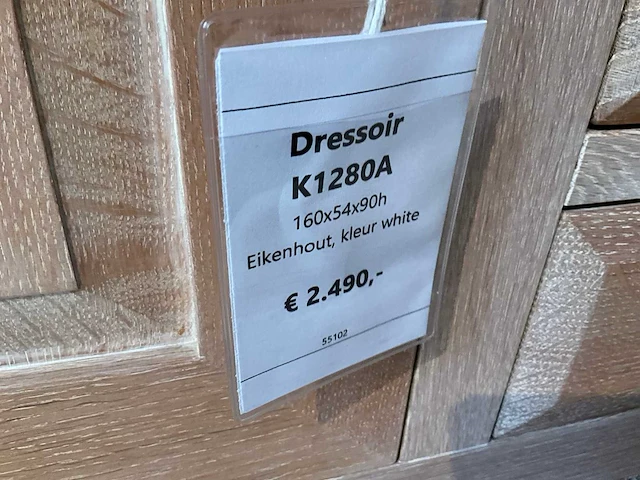 Dressoir
K1280A
160x54x90h
Eikenhout, kleur white
€ 2.490,-
55102